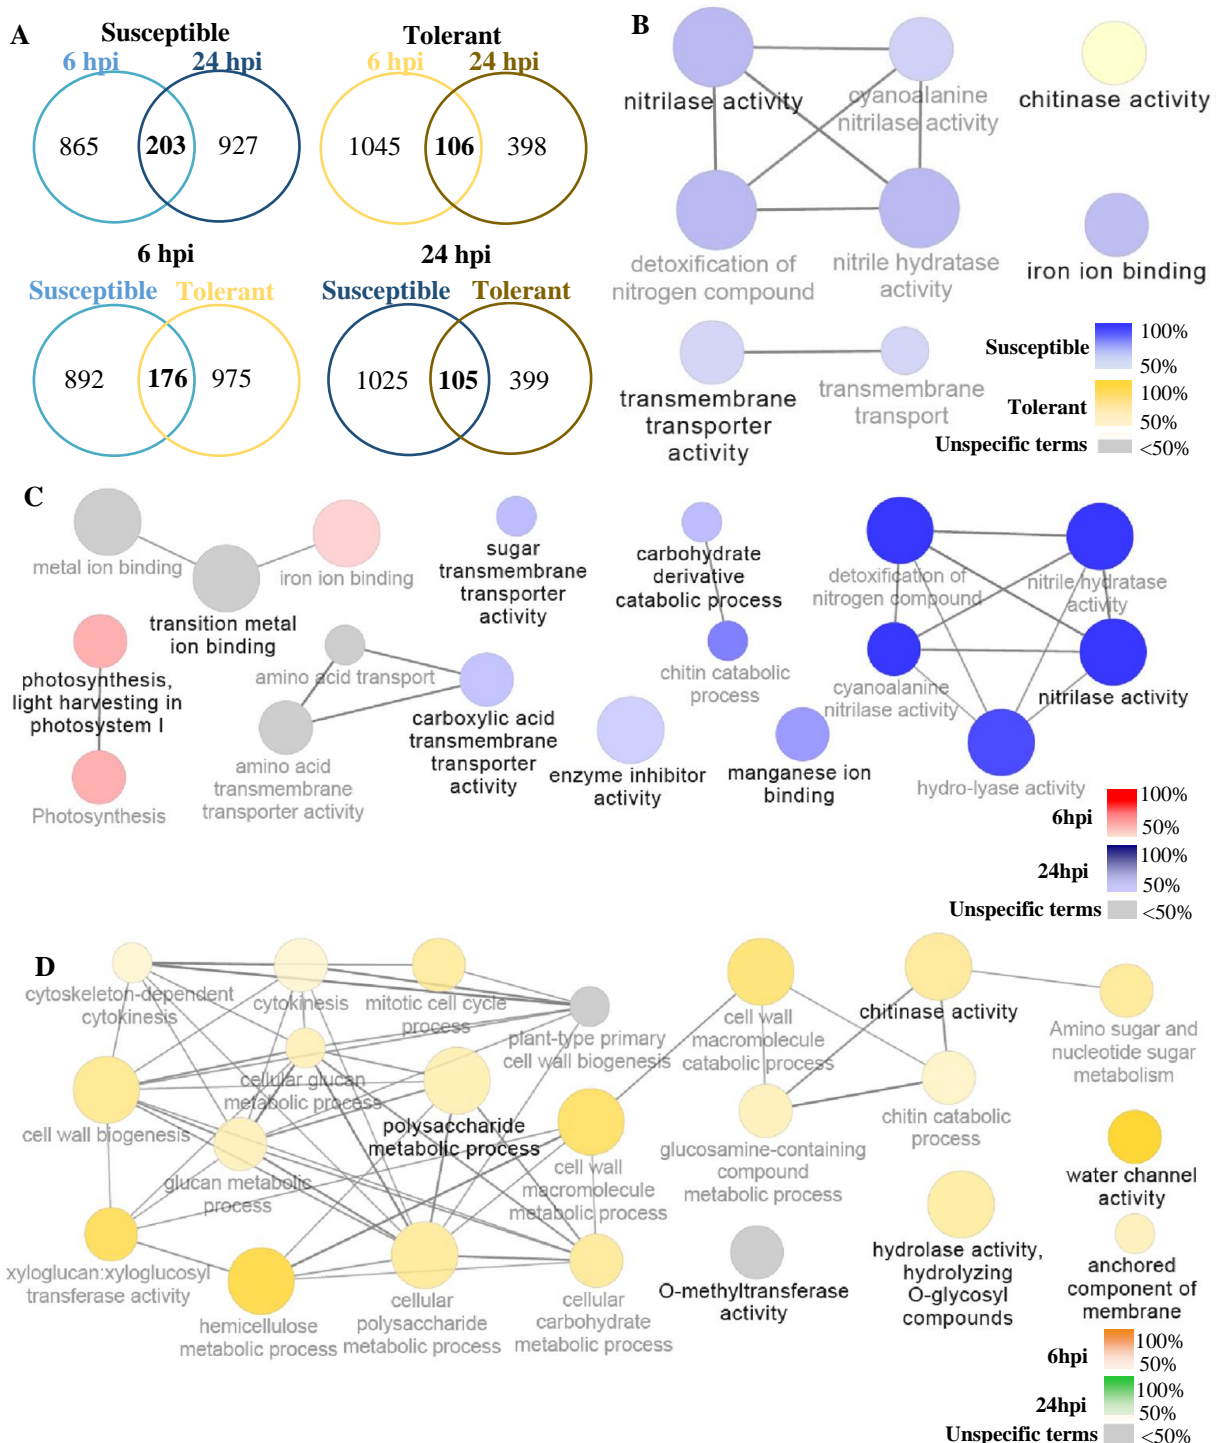 A
Susceptible
6 hpi
24 hpi
865
203
927
Tolerant
6 hpi
24 hpi
1045
106
398
6 hpi
Susceptible
Tolerant
892
176
975
24 hpi
Susceptible
Tolerant
1025
105
399
B
nitrilase activity
cyanoalanine
nitrilase activity
chitinase activity
detoxification of
nitrogen compound
nitrile hydratase
activity
iron ion binding
transmembrane
transporter
activity
transmembrane
transport
Susceptible
100%
50%
Tolerant
100%
50%
Unspecific terms
<50%
C
metal ion binding
iron ion binding
transition metal
ion binding
sugar
transmembrane
transporter
activity
carbohydrate
derivative
catabolic process
chitin catabolic
process
detoxification of
nitrogen compound
nitrile hydratase
activity
cyanoalanine
nitrilase activity
nitrilase activity
hydro-lyase activity
photosynthesis,
light harvesting in
photosystem I
Photosynthesis
amino acid transport
amino acid
transmembrane
transporter activity
carboxylic acid
transmembrane
transporter
activity
enzyme inhibitor
activity
manganese ion
binding
6hpi
100%
50%
24hpi
100%
50%
Unspecific terms
<50%
D
cytoskeleton-dependent
cytokinesis
cytokinesis
mitotic cell cycle
process
plant-type primary
cell wall biogenesis
cellular glucan
metabolic process
polysaccharide
metabolic process
cell wall biogenesis
glucan metabolic
process
cell wall
macromolecule
metabolic process
xyloglucan:xyloglucosyl
transferase activity
hemicellulose
metabolic process
cellular
polysaccharide
metabolic process
cellular
carbohydrate
metabolic process
cell wall
macromolecule
catabolic process
chitinase activity
Amino sugar and
nucleotide sugar
metabolism
glucosamine-containing
compound
metabolic process
chitin catabolic
process
water channel
activity
O-methyltransferase
activity
hydrolase activity,
hydrolyzing
O-glycosyl
compounds
anchored
component of
membrane
6hpi
100%
50%
24hpi
100%
50%
Unspecific terms
<50%